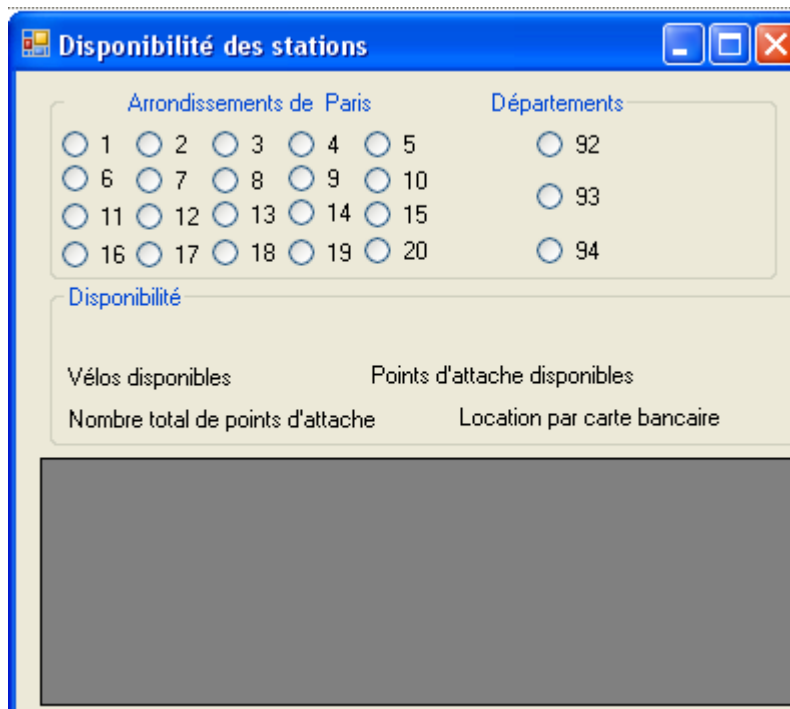 Disponibilité des stations
Arrondissements de Paris Départements
1 2 3 4 5 92
6 7 8 9 10
93
11 12 13 14 15
16 17 18 19 20 94
Disponibilité
Vélos disponibles Points d'attache disponibles
Nombre total de points d'attache Location par carte bancaire